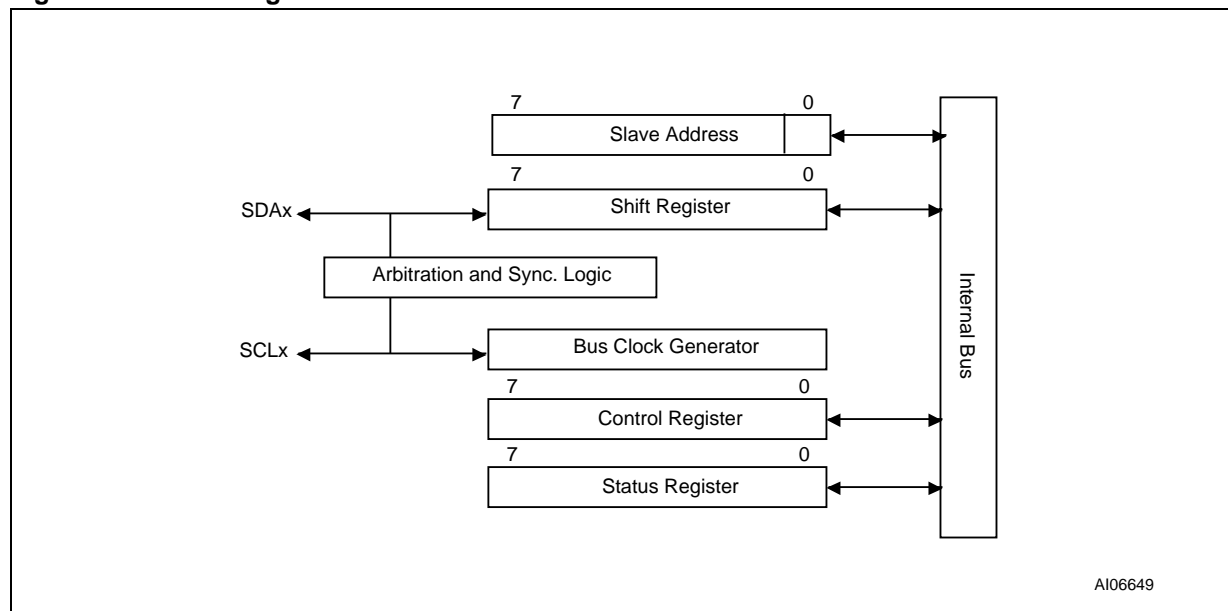 7 0
Slave Address
7 0
SDAx
Shift Register
Arbitration and Sync. Logic
SCLx
Bus Clock Generator
7 0
Control Register
7 0
Status Register
Internal Bus
AI06649